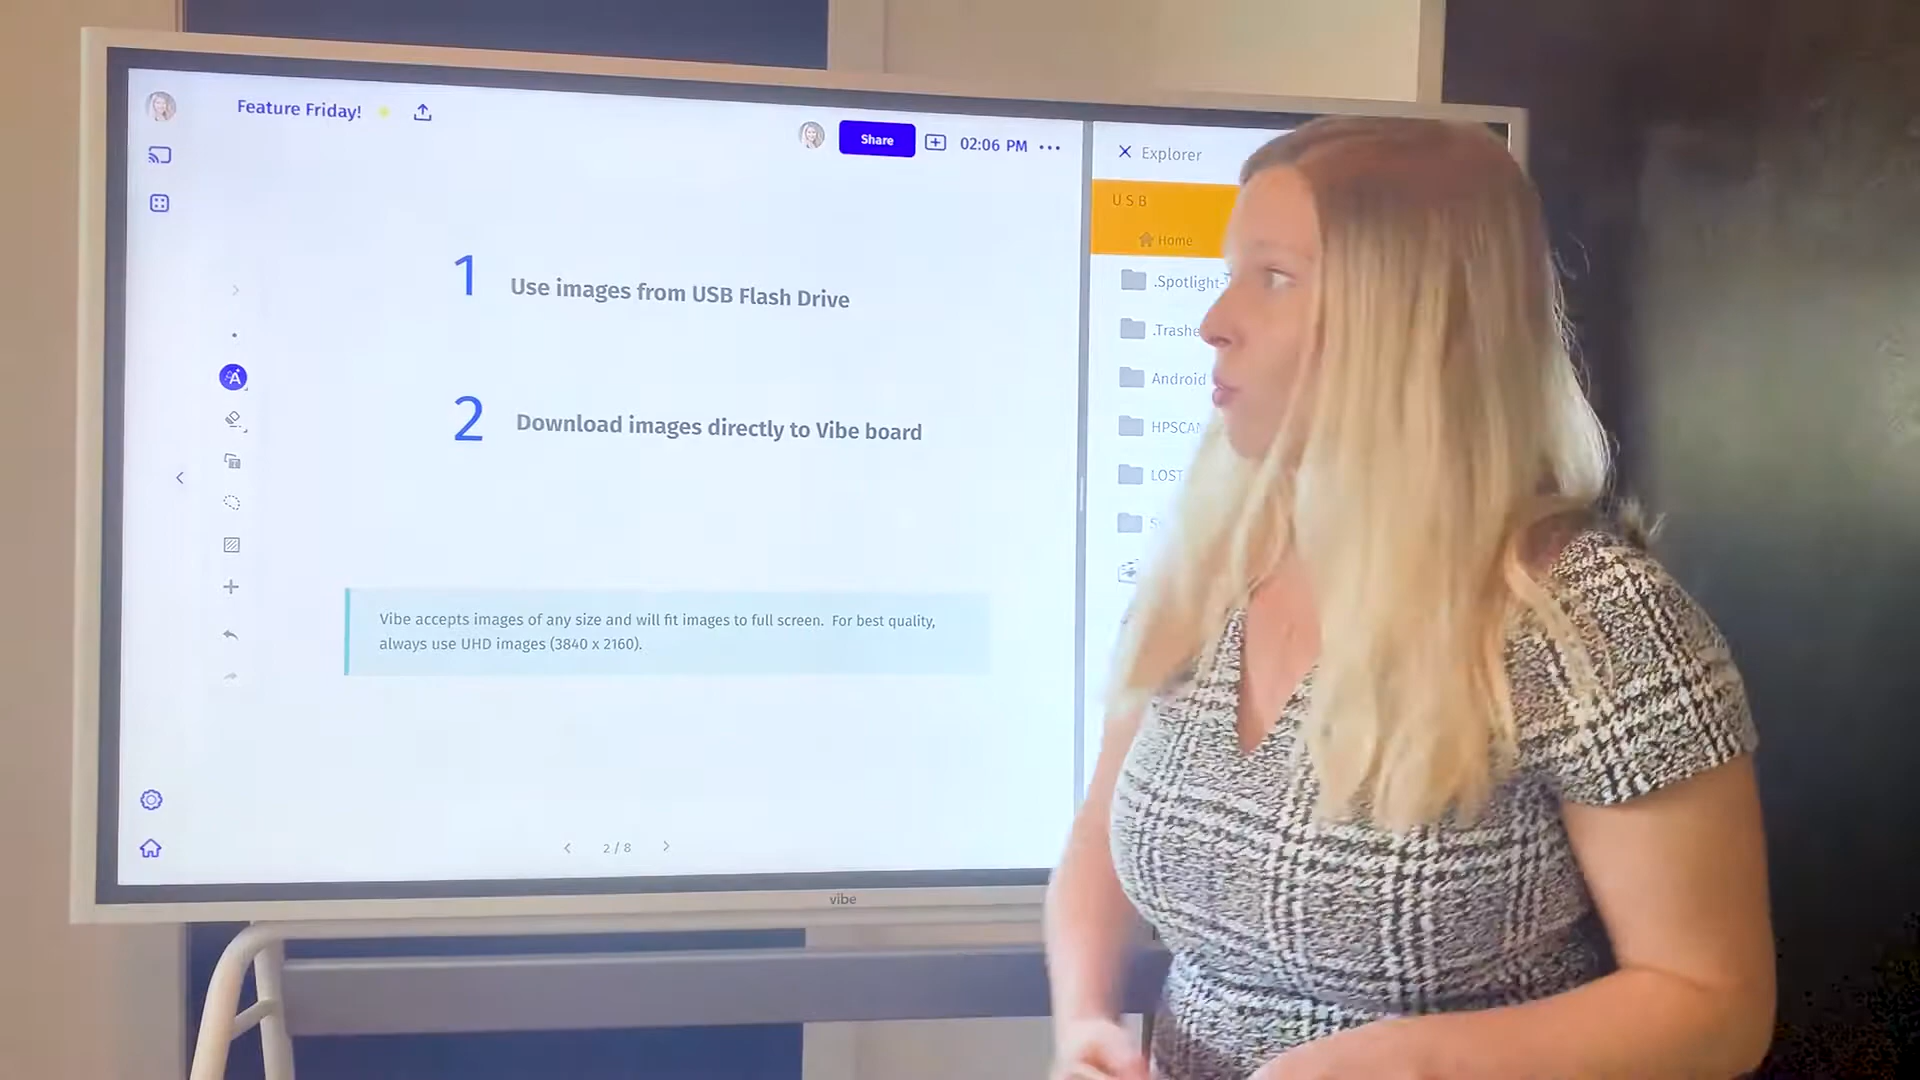 Feature Friday!
Share
02:06 PM
1 Use images from USB Flash Drive
2 Download images directly to Vibe board
Vibe accepts images of any size and will fit images to full screen. For best quality,
always use UHD images (3840 x 2160).
2 / 8
Explorer
USB
Home
.Spotlight-
Android
LOST
vibe